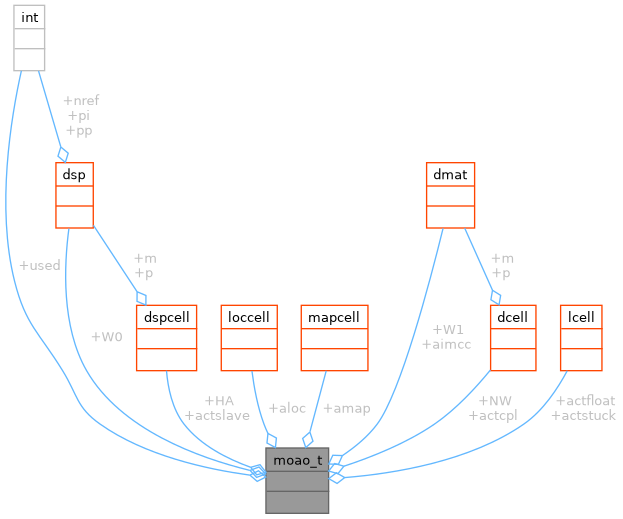 int
+nref
+pi
+pp
dsp
dmat
+used
+m
+p
+m
+p
dspcell
loccell
mapcell
dcell
lcell
+W0
+W1
+aimcc
+HA
+actslave
+aloc
+amap
+NW
+actcpl
+actfloat
+actstuck
moao_t